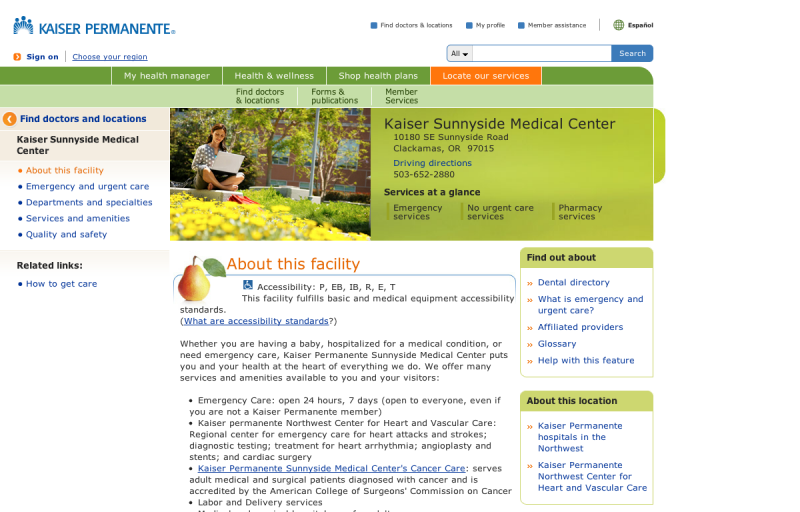 KAISER PERMANENTE®
Find doctors & locations
My profile
Member assistance
Español
Sign on
Choose your region
All
Search
My health manager
Health & wellness
Shop health plans
Locate our services
Find doctors
& locations
Forms &
publications
Member
Services
Find doctors and locations
Kaiser Sunnyside Medical
Center
About this facility
Emergency and urgent care
Departments and specialties
Services and amenities
Quality and safety
Related links:
How to get care
Kaiser Sunnyside Medical Center
10180 SE Sunnyside Road
Clackamas, OR 97015
Driving directions
503-652-2880
Services at a glance
Emergency
services
No urgent care
services
Pharmacy
services
About this facility
Accessibility: P, EB, IB, R, E, T
This facility fulfills basic and medical equipment accessibility
standards.
(What are accessibility standards?)
Whether you are having a baby, hospitalized for a medical condition, or
need emergency care, Kaiser Permanente Sunnyside Medical Center puts
you and your health at the heart of everything we do. We offer many
services and amenities available to you and your visitors:
• Emergency Care: open 24 hours, 7 days (open to everyone, even if
you are not a Kaiser Permanente member)
• Kaiser permanente Northwest Center for Heart and Vascular Care:
Regional center for emergency care for heart attacks and strokes;
diagnostic testing; treatment for heart arrhythmia; angioplasty and
stents; and cardiac surgery
• Kaiser Permanente Sunnyside Medical Center's Cancer Care: serves
adult medical and surgical patients diagnosed with cancer and is
accredited by the American College of Surgeons' Commission on Cancer
• Labor and Delivery services
Find out about
» Dental directory
» What is emergency and
urgent care?
» Affiliated providers
» Glossary
» Help with this feature
About this location
» Kaiser Permanente
hospitals in the
Northwest
» Kaiser Permanente
Northwest Center for
Heart and Vascular Care